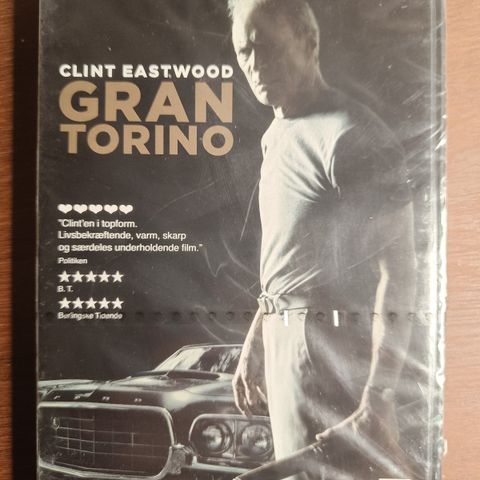 CLINT EASTWOOD
GRAN
TORINO
"Clint'en i topform.
Livsbekræftende, varm, skarp
og særdeles underholdende film."
Politiken
B.T.
Berlingske Tidende
FORD